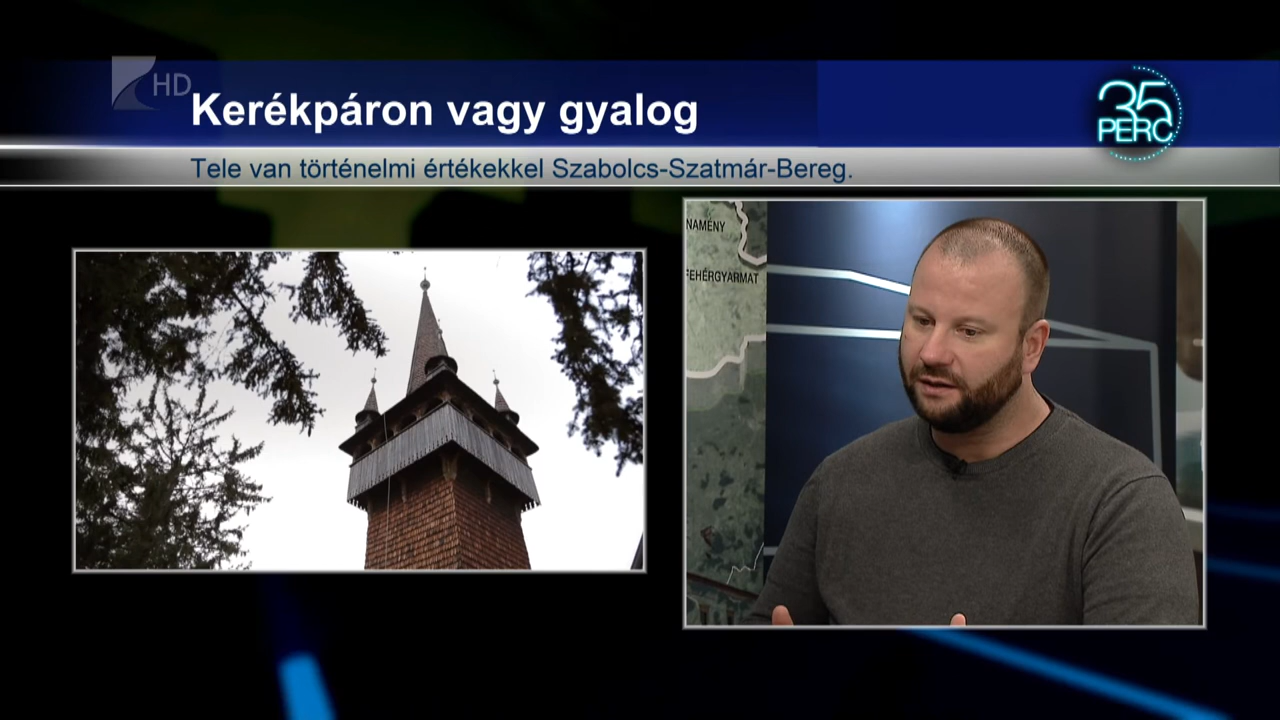 HD
Kerékpáron vagy gyalog
35
PERC
Tele van történelmi értékekkel Szabolcs-Szatmár-Bereg.
NAMÉNY
FEHÉRGYARMAT